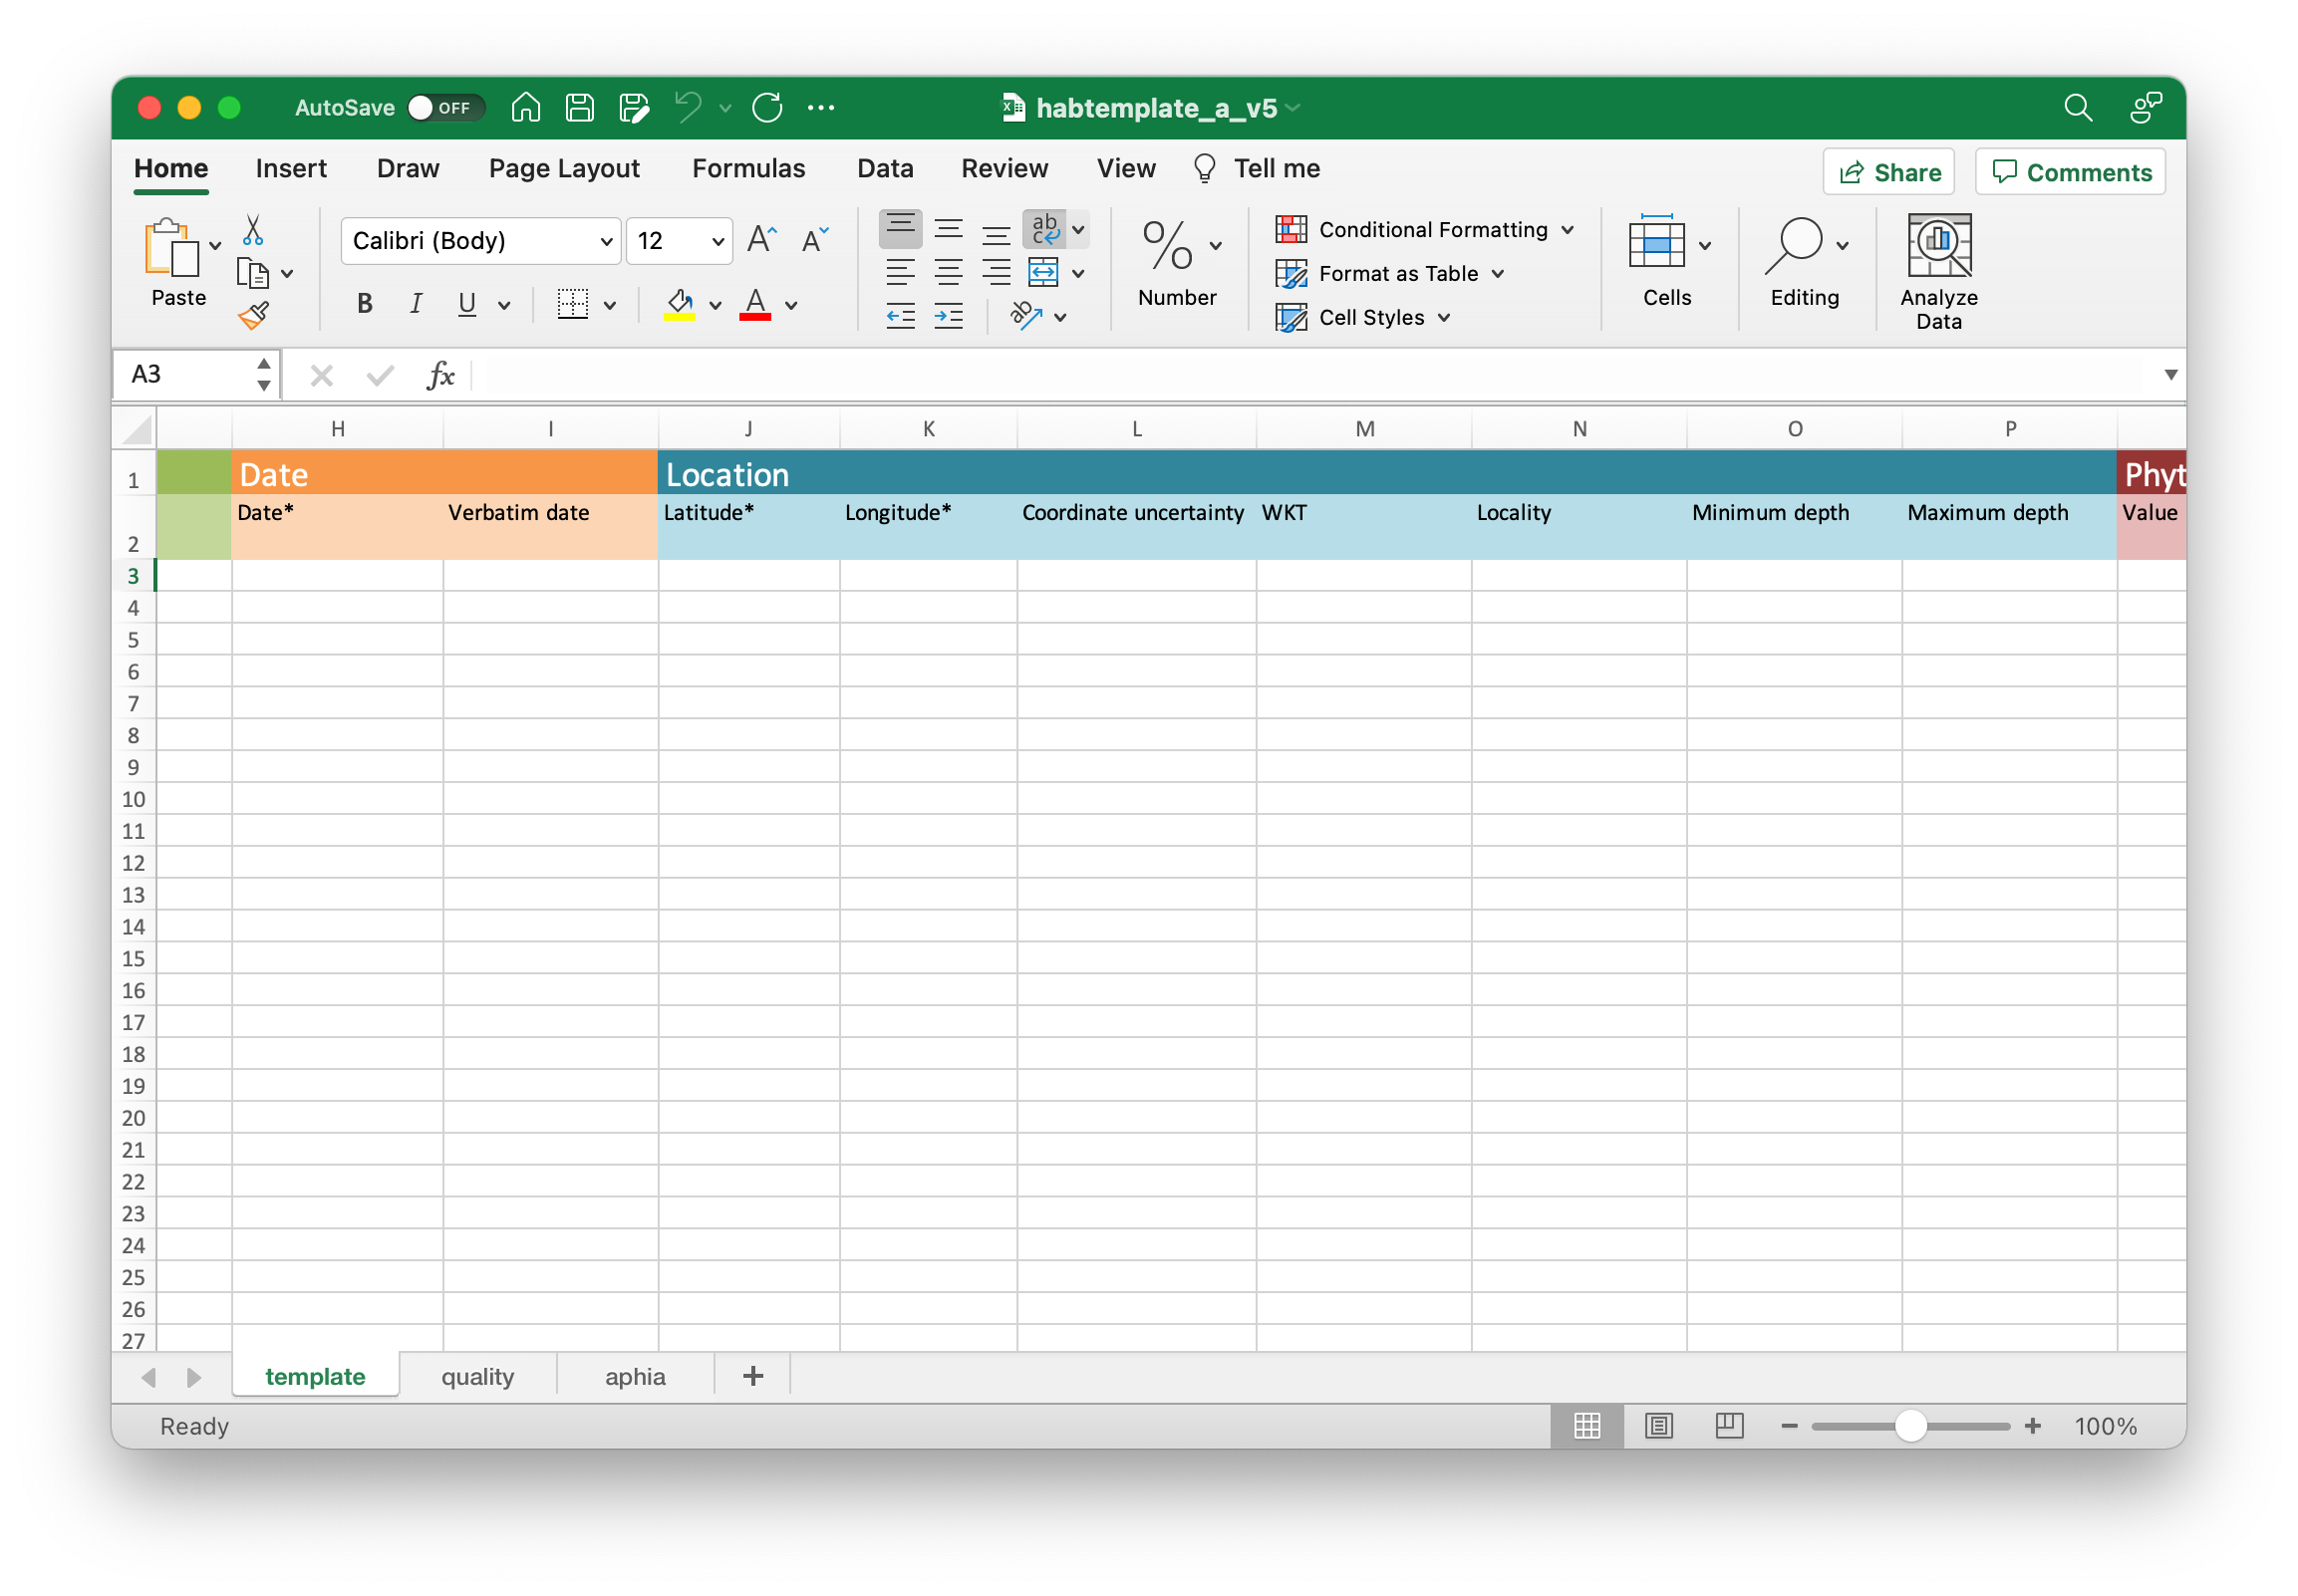 AutoSave OFF habtemplate_a_v5
Home Insert Draw Page Layout Formulas Data Review View Tell me Share Comments
Paste
Calibri (Body) 12
B I U A
Number
Conditional Formatting
Format as Table
Cell Styles
Cells
Editing
Analyze
Data
A3 fx
H I J K L M N O P
1 Date Location Phyt
2 Date* Verbatim date Latitude* Longitude* Coordinate uncertainty WKT Locality Minimum depth Maximum depth Value
3
4
5
6
7
8
9
10
11
12
13
14
15
16
17
18
19
20
21
22
23
24
25
26
27
template quality aphia +
Ready 100%